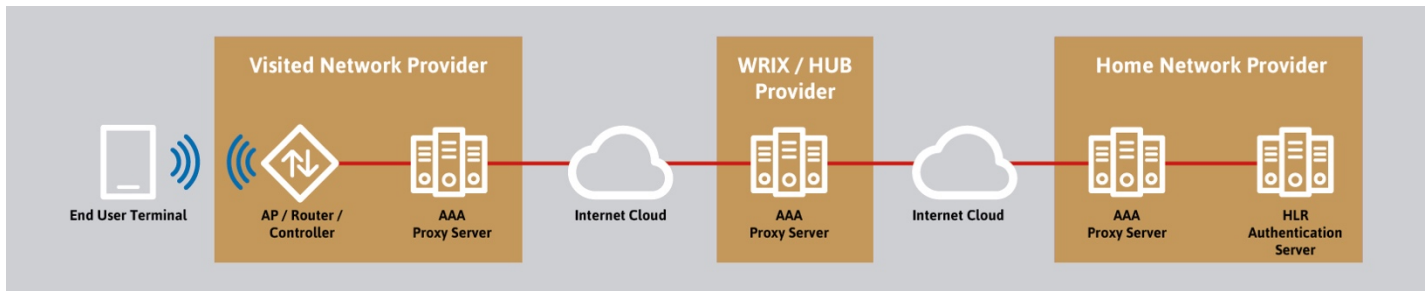 Visited Network Provider
WRIX / HUB
Provider
Home Network Provider
End User Terminal
AP / Router /
Controller
AAA
Proxy Server
Internet Cloud
AAA
Proxy Server
Internet Cloud
AAA
Proxy Server
HLR
Authentication
Server